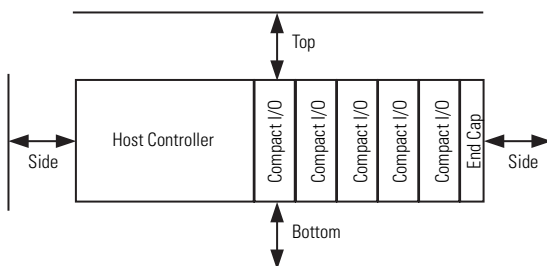 Top
Host Controller
Compact I/O
Compact I/O
Compact I/O
Compact I/O
Compact I/O
End Cap
Side
Side
Bottom